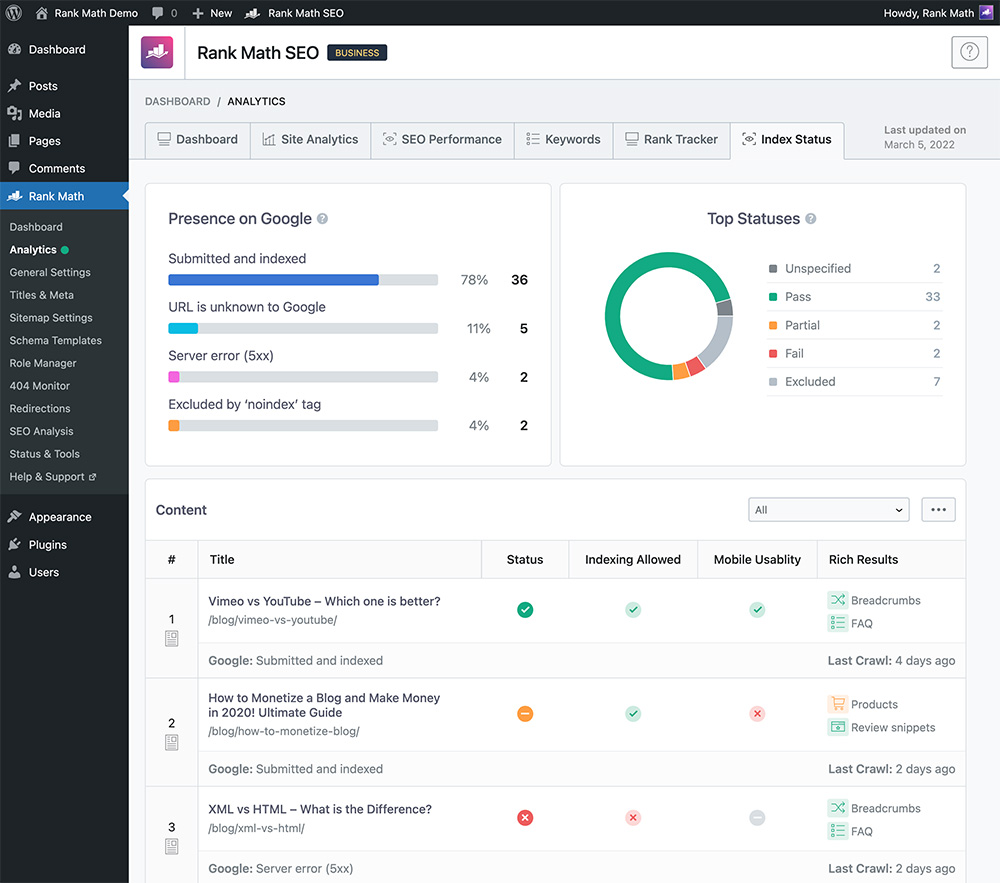 Rank Math Demo 0 New Rank Math SEO Howdy, Rank Math
Dashboard
Posts
Media
Pages
Comments
Rank Math
Dashboard
Analytics
General Settings
Titles & Meta
Sitemap Settings
Schema Templates
Role Manager
404 Monitor
Redirections
SEO Analysis
Status & Tools
Help & Support
Appearance
Plugins
Users
Rank Math SEO BUSINESS ?
DASHBOARD / ANALYTICS
Dashboard Site Analytics SEO Performance Keywords Rank Tracker Index Status
Last updated on
March 5, 2022
Presence on Google ?
Submitted and indexed
78% 36
URL is unknown to Google
11% 5
Server error (5xx)
4% 2
Excluded by ‘noindex’ tag
4% 2
Top Statuses ?
Unspecified 2
Pass 33
Partial 2
Fail 2
Excluded 7
Content All
# Title Status Indexing Allowed Mobile Usablity Rich Results
1
Vimeo vs YouTube – Which one is better?
/blog/vimeo-vs-youtube/
Breadcrumbs
FAQ
Google: Submitted and indexed Last Crawl: 4 days ago
2
How to Monetize a Blog and Make Money
in 2020! Ultimate Guide
/blog/how-to-monetize-blog/
Products
Review snippets
Google: Submitted and indexed Last Crawl: 2 days ago
3
XML vs HTML – What is the Difference?
/blog/xml-vs-html/
Breadcrumbs
FAQ
Google: Server error (5xx) Last Crawl: 2 days ago